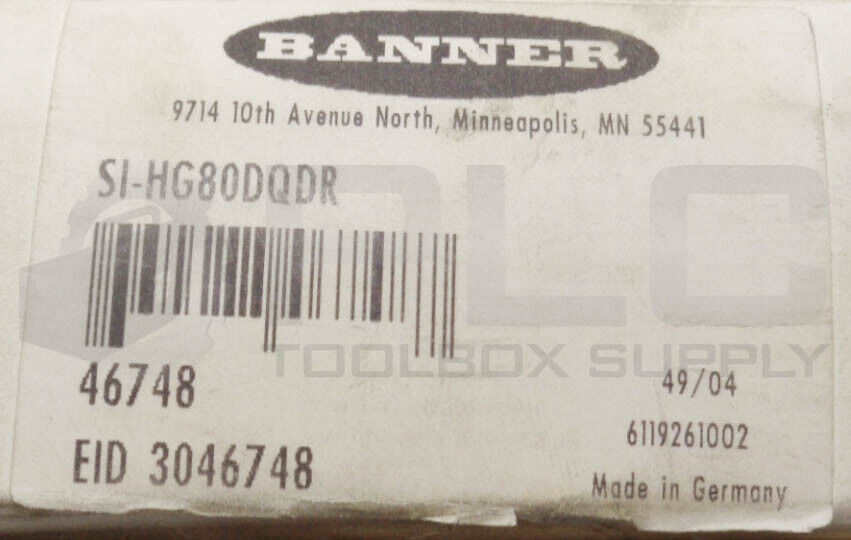 BANNER
9714 10th Avenue North, Minneapolis, MN 55441
SI-HG80DQDR
PLC
TOOLBOX SUPPLY
46748
49/04
6119261002
EID 3046748
Made in Germany